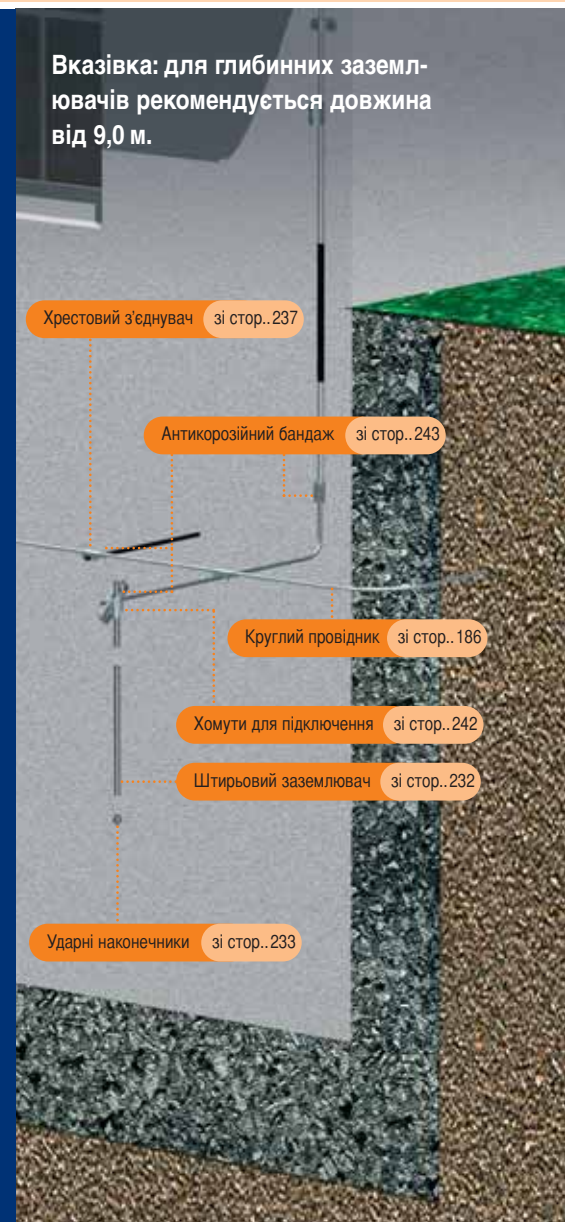 Вказівка: для глибинних заземл-
ювачів рекомендується довжина
від 9,0 м.
Хрестовий з'єднувач зі стор..237
Антикорозійний бандаж зі стор..243
Круглий провідник зі стор..186
Хомути для підключення зі стор..242
Штирьовий заземлювач зі стор..232
Ударні наконечники зі стор..233